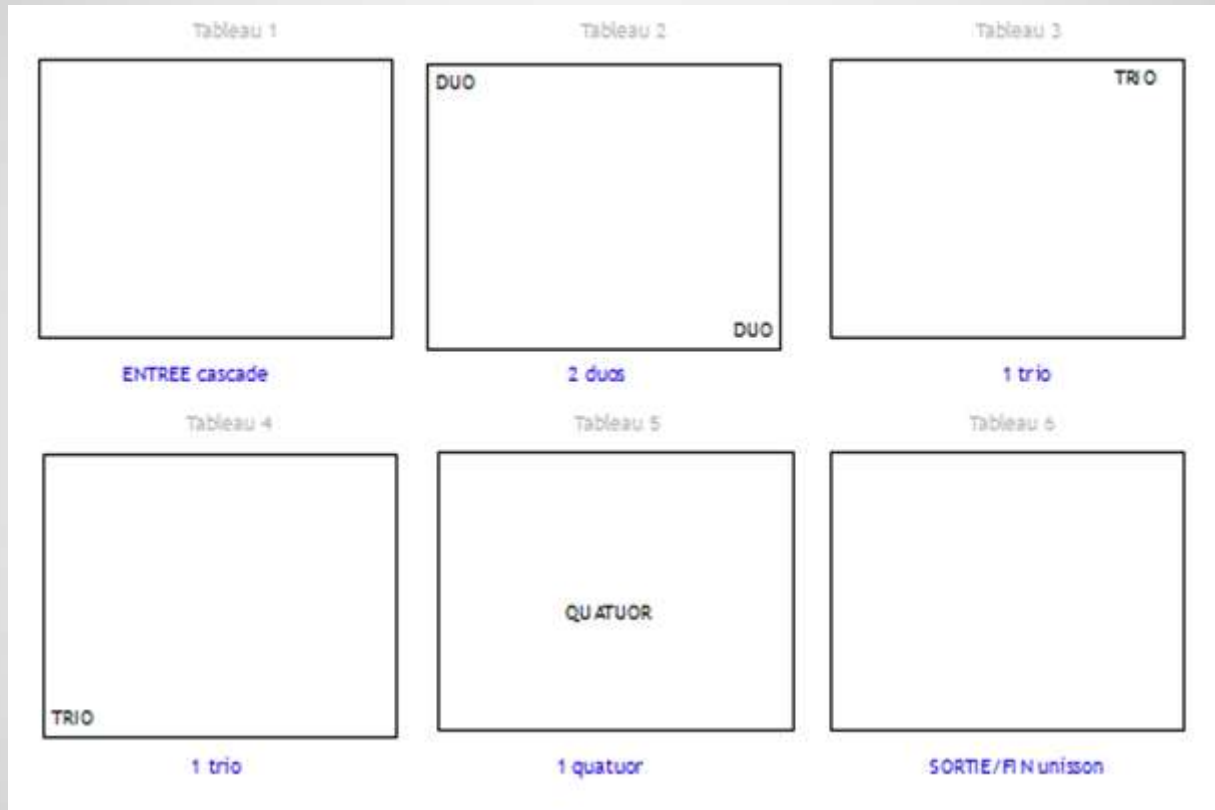 Tableau 1
Tableau 2
Tableau 3
DUO
DUO
TRIO
ENTREE cascade
2 duos
1 trio
Tableau 4
Tableau 5
Tableau 6
TRIO
QUATUOR
1 trio
1 quatuor
SORTIE/FIN unisson